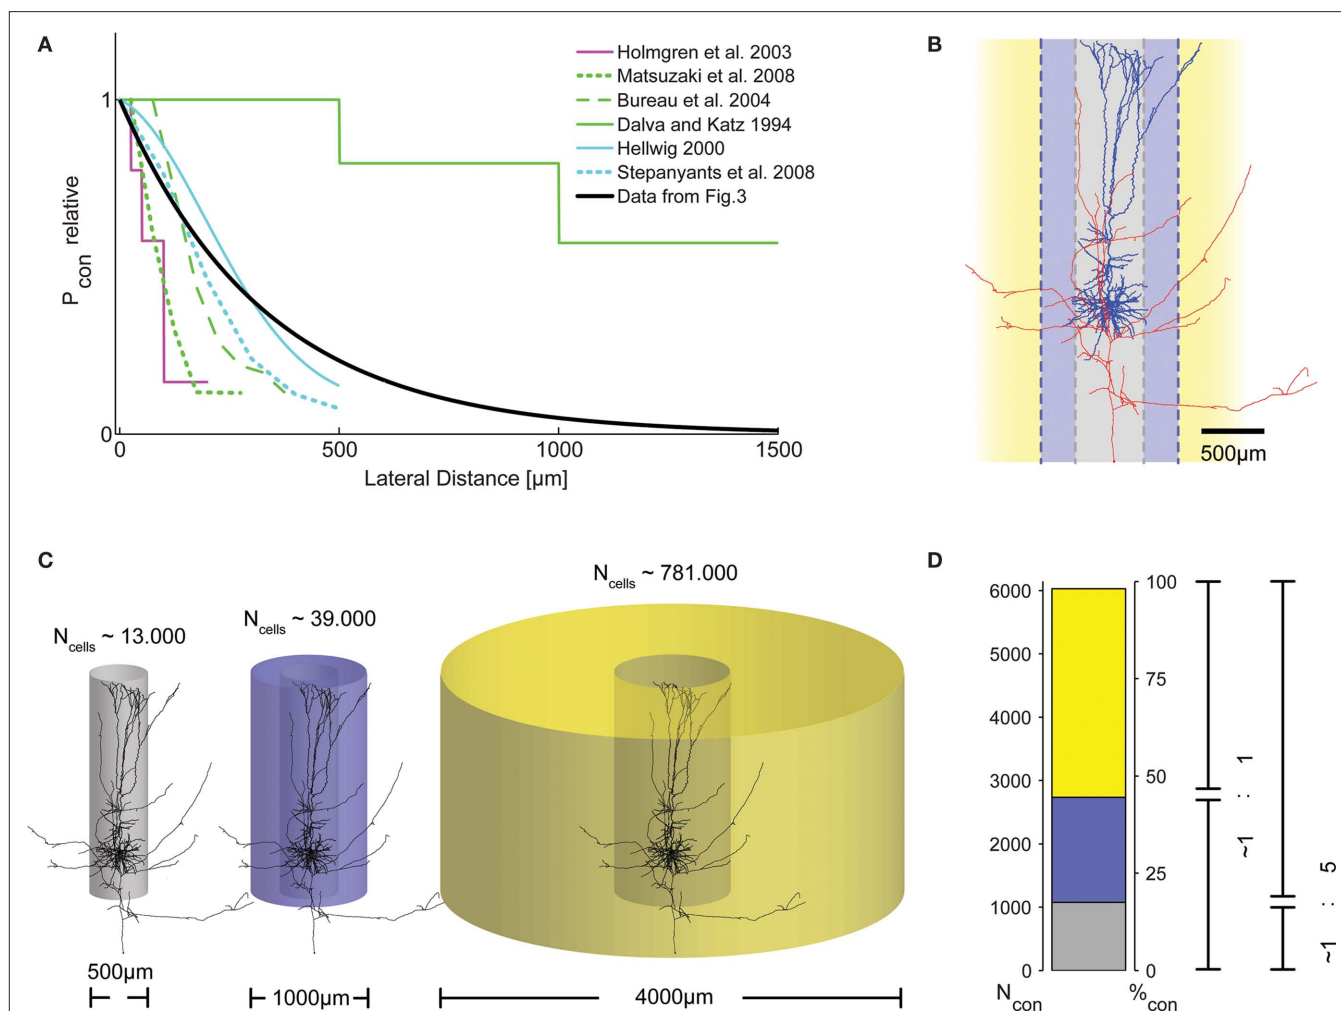 A
P con relative
1
0
0 500 1000 1500
Lateral Distance [µm]
Holmgren et al. 2003
Matsuzaki et al. 2008
Bureau et al. 2004
Dalva and Katz 1994
Hellwig 2000
Stepanyants et al. 2008
Data from Fig.3
B
500µm
C
N cells ~ 13.000
N cells ~ 39.000
N cells ~ 781.000
500µm
1000µm
4000µm
D
6000
5000
4000
3000
2000
1000
0
N con
100
75
50
25
0
% con
~1 : 1
~1 : 5